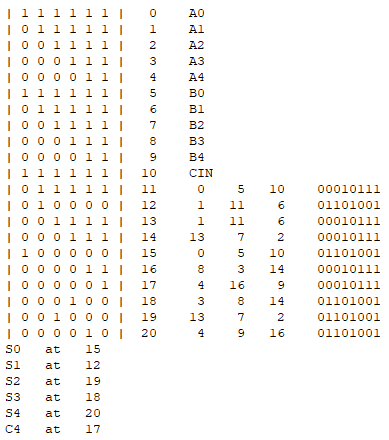 | 1 1 1 1 1 1 | 0 A0
| 0 1 1 1 1 1 | 1 A1
| 0 0 1 1 1 1 | 2 A2
| 0 0 0 1 1 1 | 3 A3
| 0 0 0 0 1 1 | 4 A4
| 1 1 1 1 1 1 | 5 B0
| 0 1 1 1 1 1 | 6 B1
| 0 0 1 1 1 1 | 7 B2
| 0 0 0 1 1 1 | 8 B3
| 0 0 0 0 1 1 | 9 B4
| 1 1 1 1 1 1 | 10 CIN
| 0 1 1 1 1 1 | 11 0 5 10 00010111
| 0 1 0 0 0 0 | 12 1 11 6 01101001
| 0 0 1 1 1 1 | 13 1 11 6 00010111
| 0 0 0 1 1 1 | 14 13 7 2 00010111
| 1 0 0 0 0 0 | 15 0 5 10 01101001
| 0 0 0 0 1 1 | 16 8 3 14 00010111
| 0 0 0 0 0 1 | 17 4 16 9 00010111
| 0 0 0 1 0 0 | 18 3 8 14 01101001
| 0 0 1 0 0 0 | 19 13 7 2 01101001
| 0 0 0 0 1 0 | 20 4 9 16 01101001
S0 at 15
S1 at 12
S2 at 19
S3 at 18
S4 at 20
C4 at 17